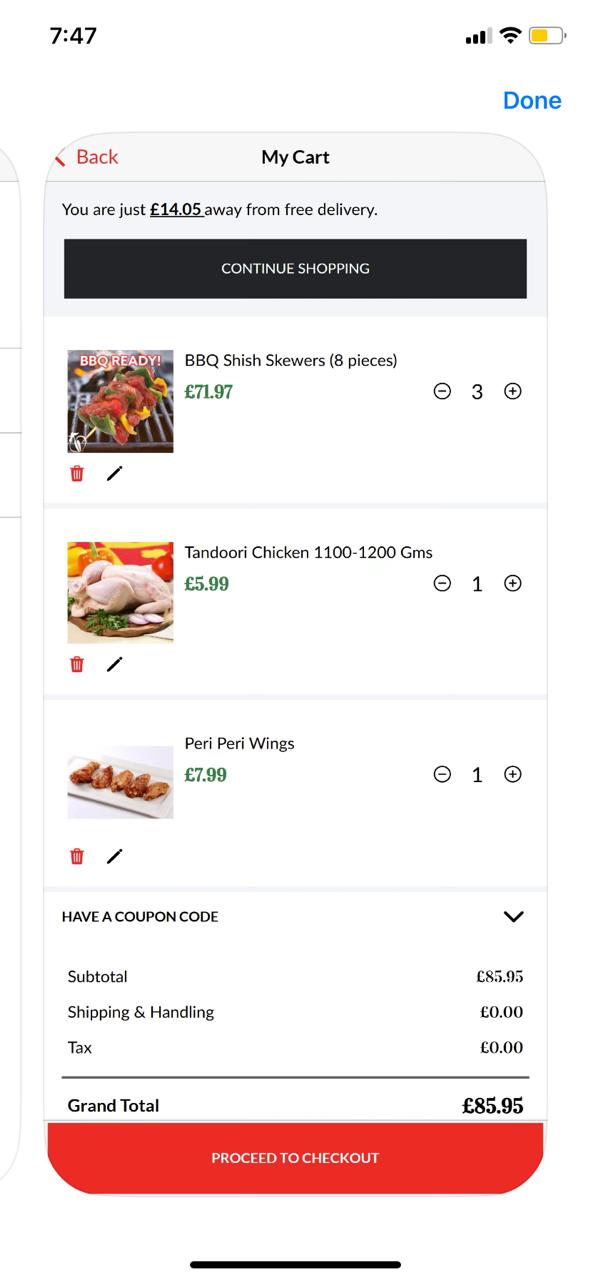 7:47
Done
Back
My Cart
You are just £14.05 away from free delivery.
CONTINUE SHOPPING
BBQ READY!
BBQ Shish Skewers (8 pieces)
£71.97
3
Tandoori Chicken 1100-1200 Gms
£5.99
1
Peri Peri Wings
£7.99
1
HAVE A COUPON CODE
Subtotal £85.95
Shipping & Handling £0.00
Tax £0.00
Grand Total £85.95
PROCEED TO CHECKOUT